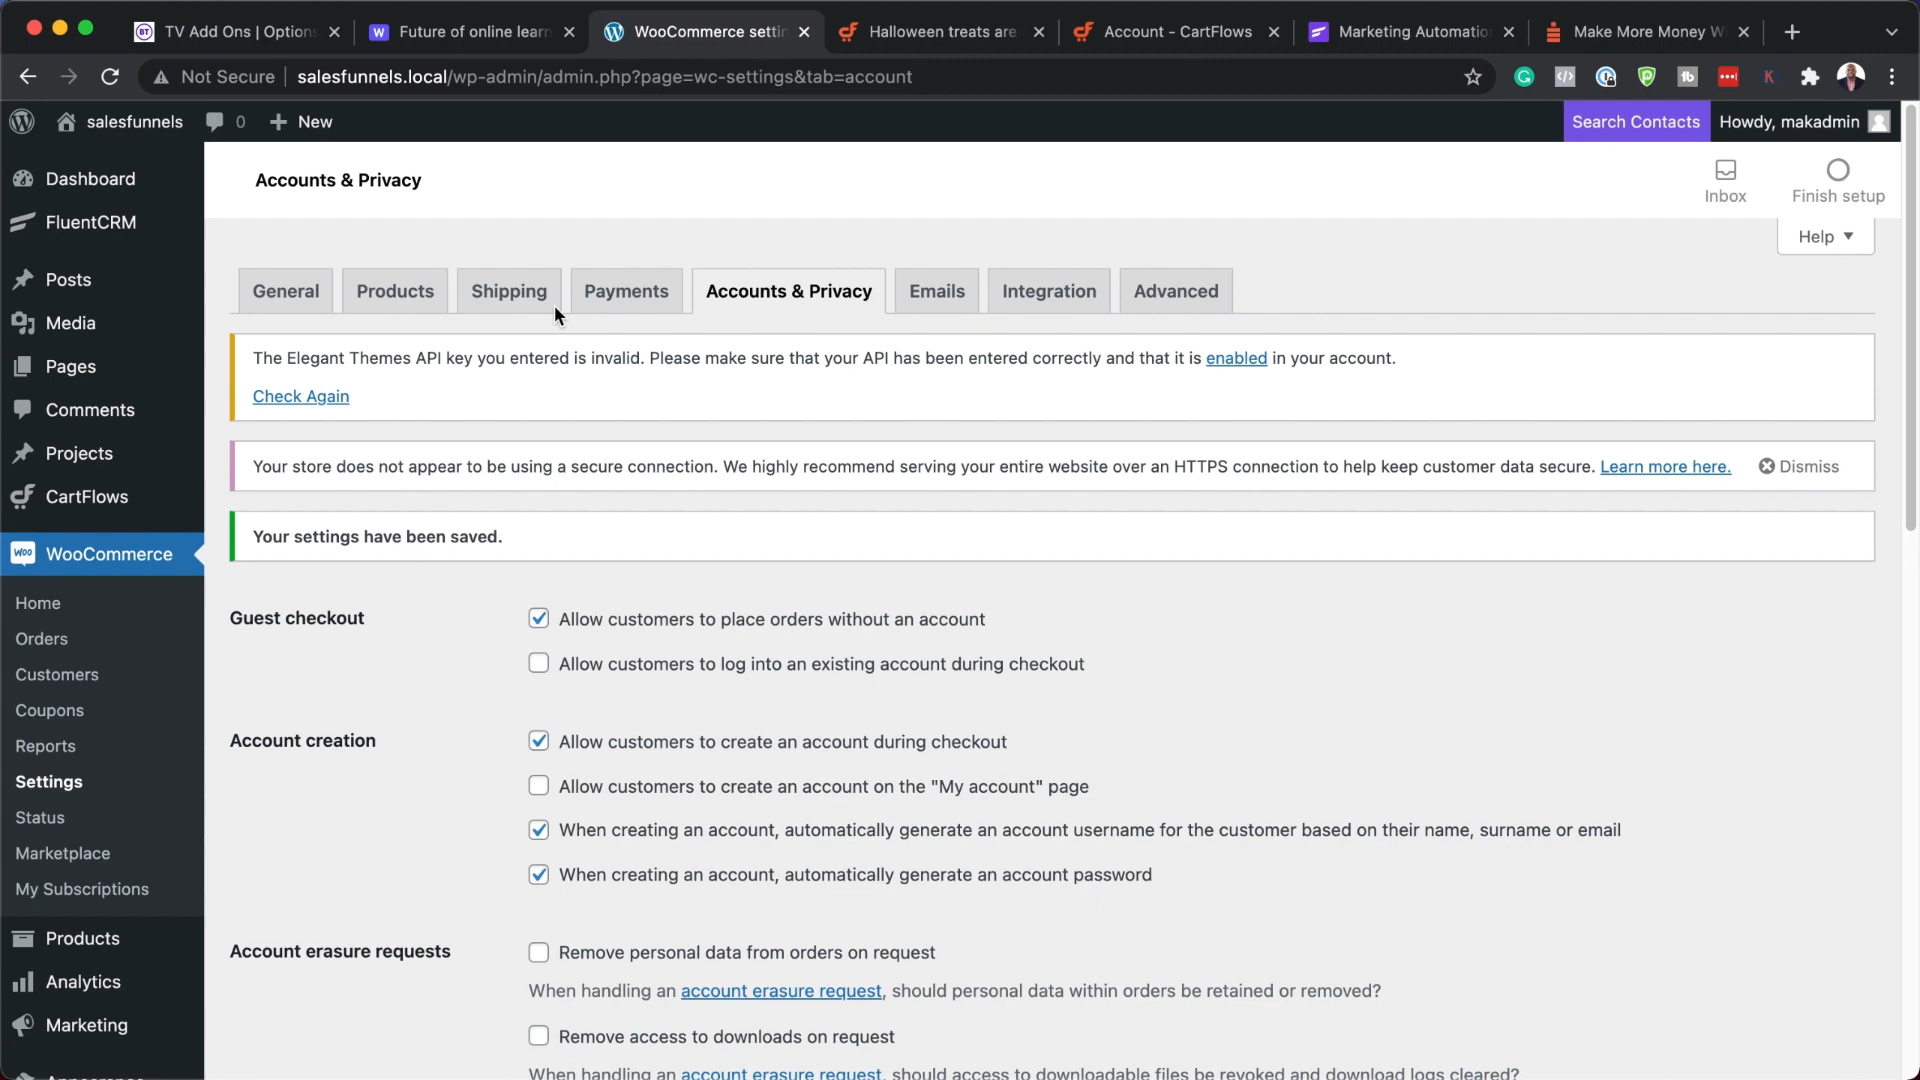 TV Add Ons | Option
Future of online learn
WooCommerce settin
Halloween treats are
Account - CartFlows
Marketing Automatio
Make More Money W
Not Secure
salesfunnels.local/wp-admin/admin.php?page=wc-settings&tab=account
salesfunnels
0
New
Search Contacts
Howdy, makadmin
Dashboard
FluentCRM
Posts
Media
Pages
Comments
Projects
CartFlows
WooCommerce
Home
Orders
Customers
Coupons
Reports
Settings
Status
Marketplace
My Subscriptions
Products
Analytics
Marketing
Accounts & Privacy
Inbox
Finish setup
Help
General
Products
Shipping
Payments
Accounts & Privacy
Emails
Integration
Advanced
The Elegant Themes API key you entered is invalid. Please make sure that your API has been entered correctly and that it is enabled in your account.
Check Again
Your store does not appear to be using a secure connection. We highly recommend serving your entire website over an HTTPS connection to help keep customer data secure. Learn more here.
Dismiss
Your settings have been saved.
Guest checkout
Allow customers to place orders without an account
Allow customers to log into an existing account during checkout
Account creation
Allow customers to create an account during checkout
Allow customers to create an account on the "My account" page
When creating an account, automatically generate an account username for the customer based on their name, surname or email
When creating an account, automatically generate an account password
Account erasure requests
Remove personal data from orders on request
When handling an account erasure request, should personal data within orders be retained or removed?
Remove access to downloads on request
When handling an account erasure request, should access to downloadable files be revoked and download logs cleared?